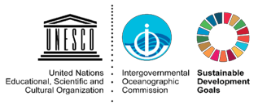 UNESCO
United Nations
Educational, Scientific and
Cultural Organization
Intergovernmental
Oceanographic
Commission
Sustainable
Development
Goals